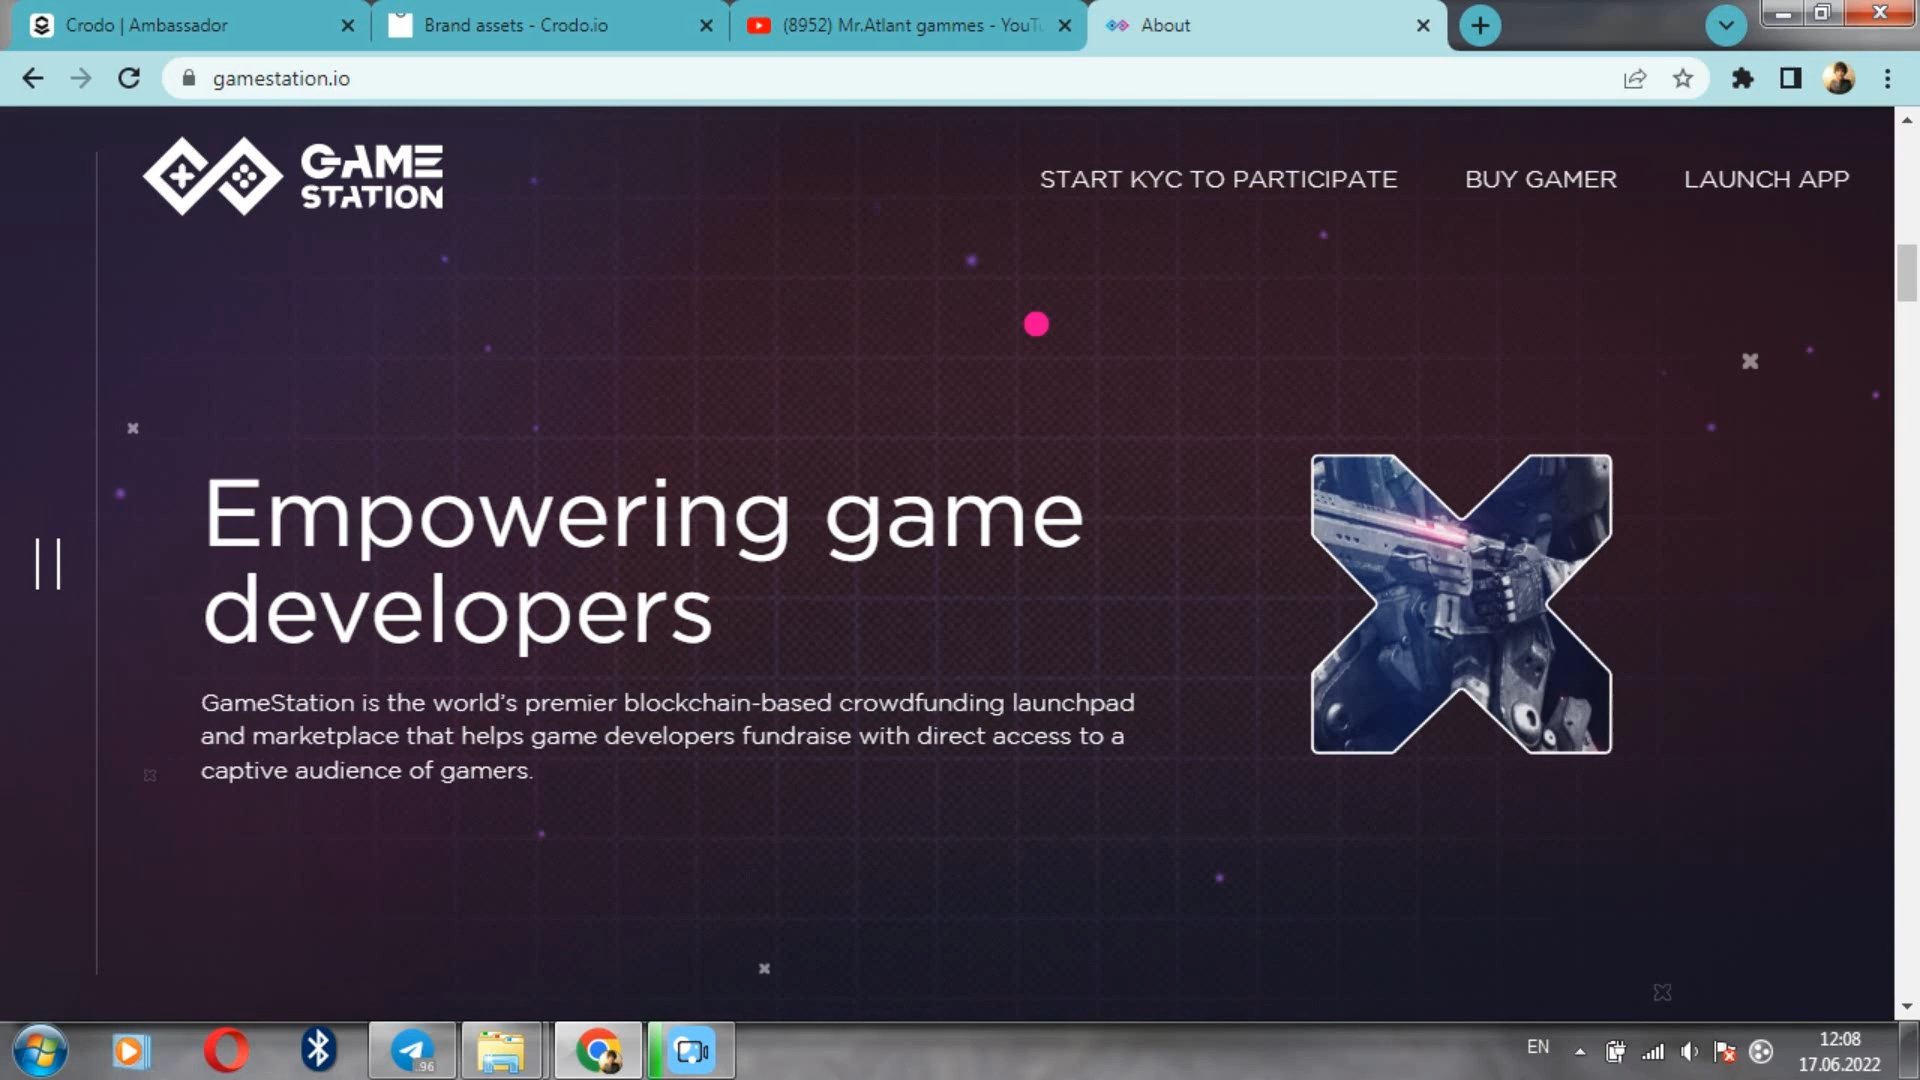 Crodo | Ambassador
Brand assets - Crodo.io
(8952) Mr.Atlant gammes - YouTu
About
gamestation.io
GAME
STATION
START KYC TO PARTICIPATE
BUY GAMER
LAUNCH APP
Empowering game
developers
GameStation is the world’s premier blockchain-based crowdfunding launchpad
and marketplace that helps game developers fundraise with direct access to a
captive audience of gamers.
..96
EN
12:08
17.06.2022